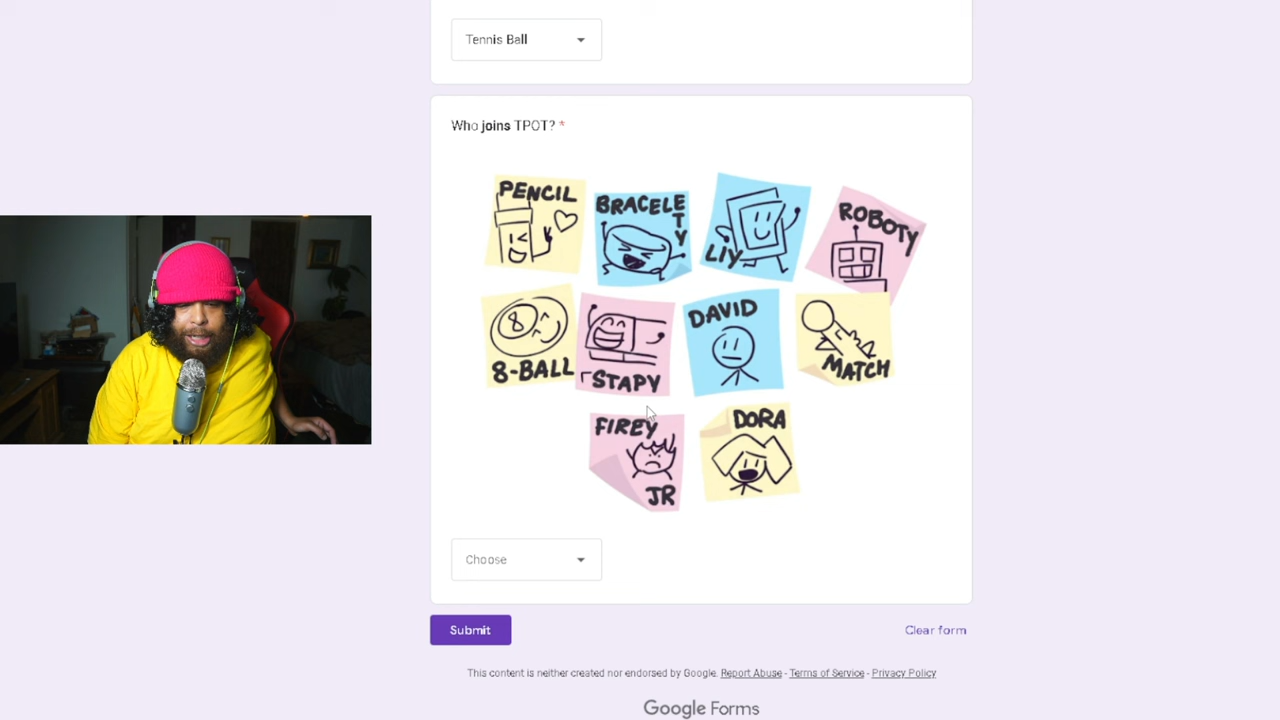 Tennis Ball
Who joins TPOT? *
PENCIL
BRACELETY
LIY
ROBOTY
8
8-BALL
STAPY
DAVID
MATCH
FIREY
JR
DORA
Choose
Submit
Clear form
This content is neither created nor endorsed by Google. Report Abuse - Terms of Service - Privacy Policy
Google Forms